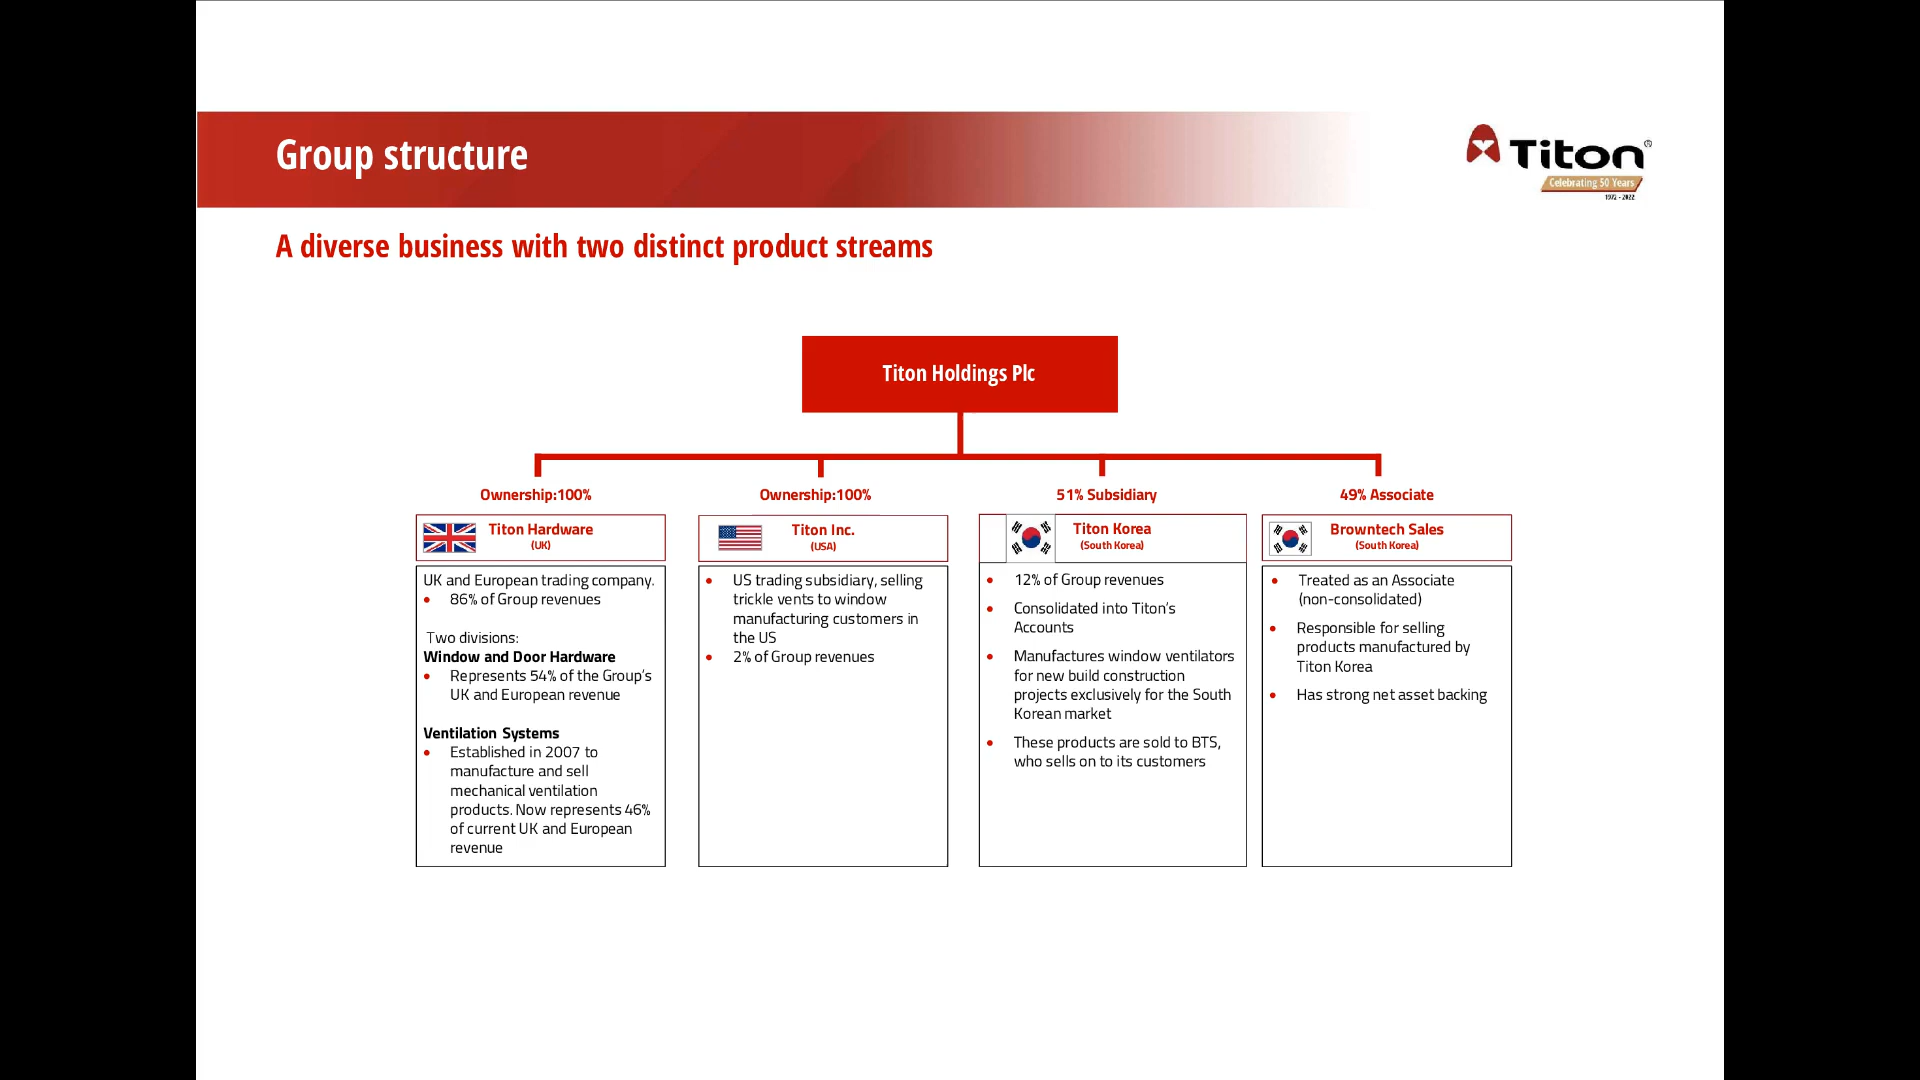 Group structure
Titon®
Celebrating 50 Years
1972 - 2022
A diverse business with two distinct product streams
Titon Holdings Plc
Ownership:100%
Titon Hardware
(UK)
UK and European trading company.
• 86% of Group revenues
Two divisions:
Window and Door Hardware
• Represents 54% of the Group’s
UK and European revenue
Ventilation Systems
• Established in 2007 to
manufacture and sell
mechanical ventilation
products. Now represents 46%
of current UK and European
revenue
Ownership:100%
Titon Inc.
(USA)
• US trading subsidiary, selling
trickle vents to window
manufacturing customers in
the US
• 2% of Group revenues
51% Subsidiary
Titon Korea
(South Korea)
• 12% of Group revenues
• Consolidated into Titon’s
Accounts
• Manufactures window ventilators
for new build construction
projects exclusively for the South
Korean market
• These products are sold to BTS,
who sells on to its customers
49% Associate
Browntech Sales
(South Korea)
• Treated as an Associate
(non-consolidated)
• Responsible for selling
products manufactured by
Titon Korea
• Has strong net asset backing